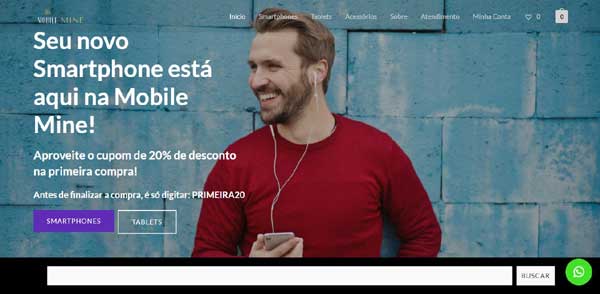 MOBILE MINE
Início Smartphones Tablets Acessórios Sobre Atendimento Minha Conta 0 0
Seu novo
Smartphone está
aqui na Mobile
Mine!
Aproveite o cupom de 20% de desconto
na primeira compra!
Antes de finalizar a compra, é só digitar: PRIMEIRA20
SMARTPHONES TABLETS
BUSCAR